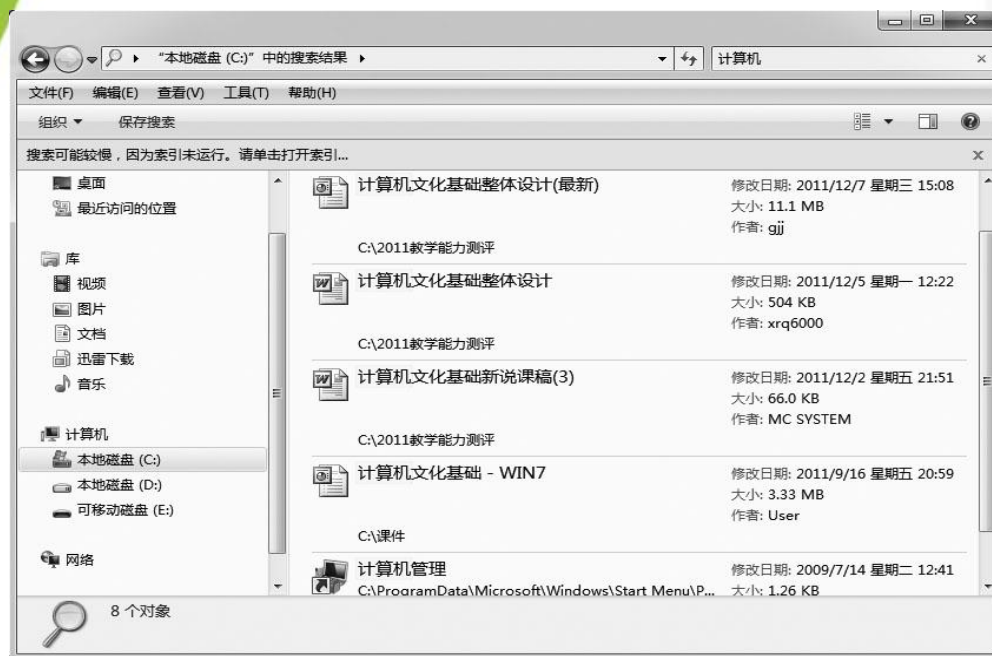 "本地磁盘 (C:)" 中的搜索结果
计算机
文件(F) 编辑(E) 查看(V) 工具(T) 帮助(H)
组织 保存搜索
搜索可能较慢，因为索引未运行。请单击打开索引...
桌面
最近访问的位置
库
视频
图片
文档
迅雷下载
音乐
计算机
本地磁盘 (C:)
本地磁盘 (D:)
可移动磁盘 (E:)
网络
计算机文化基础整体设计(最新)
修改日期: 2011/12/7 星期三 15:08
大小: 11.1 MB
作者: gjj
C:\2011教学能力测评
计算机文化基础整体设计
修改日期: 2011/12/5 星期一 12:22
大小: 504 KB
作者: xrq6000
C:\2011教学能力测评
计算机文化基础新说课稿(3)
修改日期: 2011/12/2 星期五 21:51
大小: 66.0 KB
作者: MC SYSTEM
C:\2011教学能力测评
计算机文化基础 - WIN7
修改日期: 2011/9/16 星期五 20:59
大小: 3.33 MB
作者: User
C:\课件
计算机管理
修改日期: 2009/7/14 星期二 12:41
C:\ProgramData\Microsoft\Windows\Start Menu\P...
大小: 1.26 KB
8 个对象